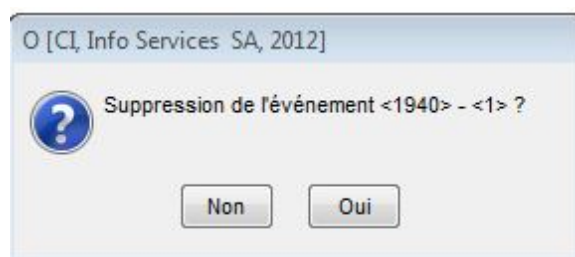 O [CI, Info Services SA, 2012]
Suppression de l'événement <1940> - <1> ?
Non Oui